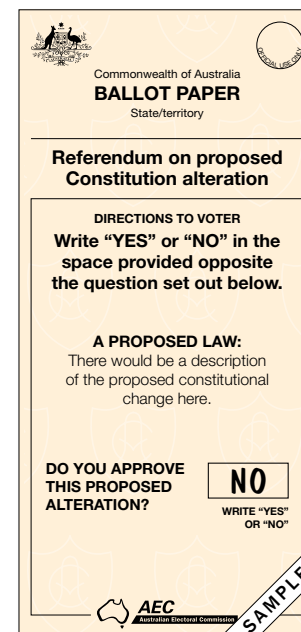 OFFICIAL USE ONLY
Commonwealth of Australia
BALLOT PAPER
State/territory
Referendum on proposed
Constitution alteration
DIRECTIONS TO VOTER
Write “YES” or “NO” in the
space provided opposite
the question set out below.
A PROPOSED LAW:
There would be a description
of the proposed constitutional
change here.
DO YOU APPROVE
THIS PROPOSED
ALTERATION?
NO
WRITE “YES”
OR “NO”
AEC
Australian Electoral Commission
SAMPLE